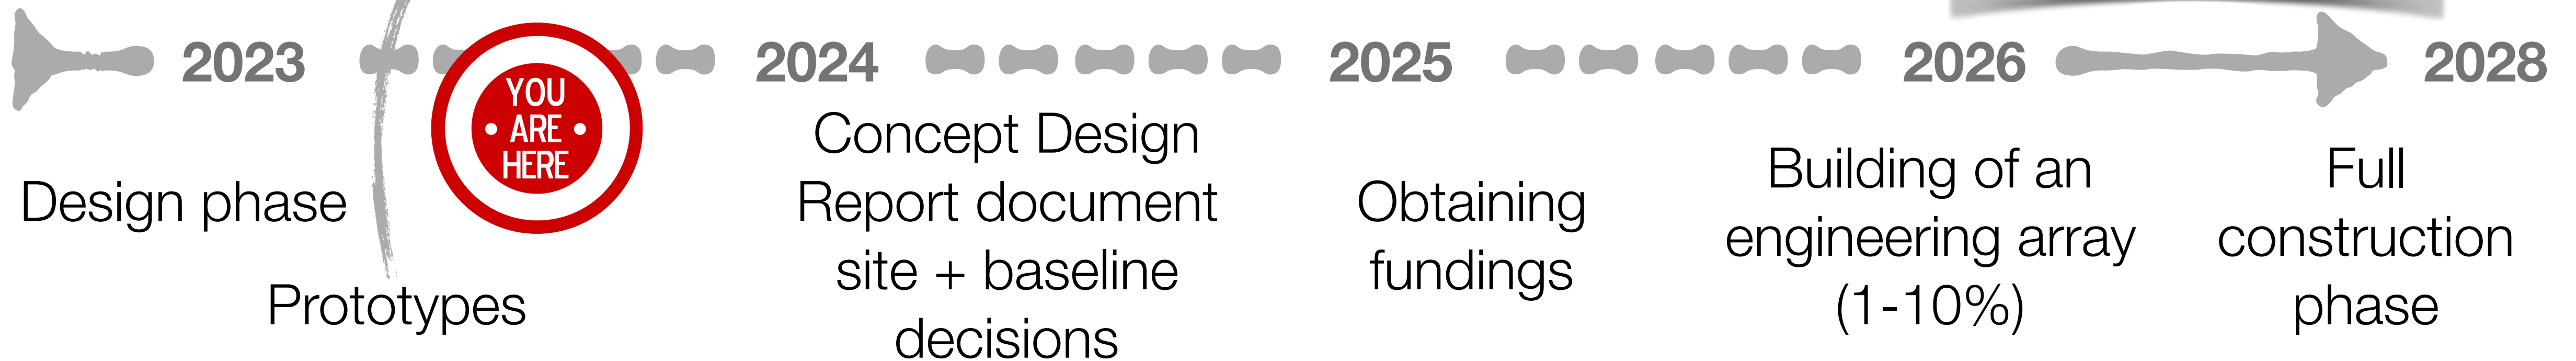 2023 2024 2025 2026 2028
YOU
• ARE •
HERE
Design phase
Prototypes
Concept Design
Report document
site + baseline
decisions
Obtaining
fundings
Building of an
engineering array
(1-10%)
Full
construction
phase